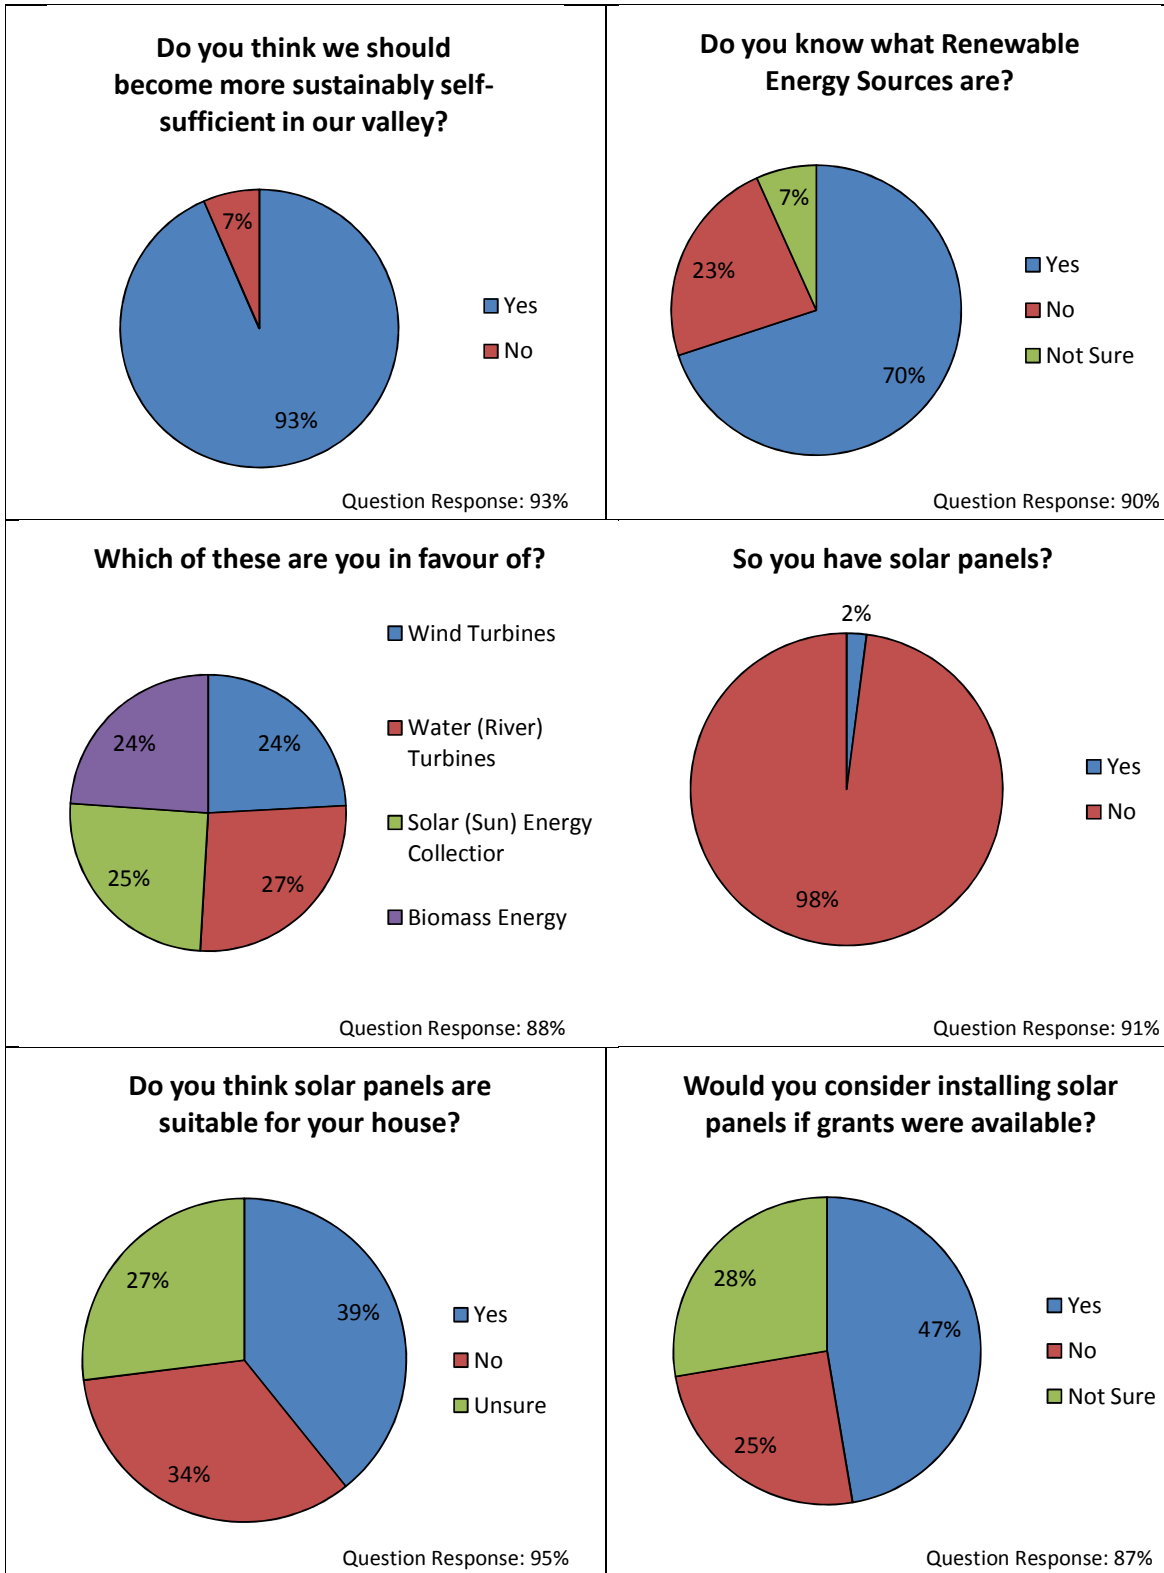 Do you think we should
become more sustainably self-
sufficient in our valley?
7%
93%
Yes
No
Question Response: 93%
Do you know what Renewable
Energy Sources are?
7%
23%
70%
Yes
No
Not Sure
Question Response: 90%
Which of these are you in favour of?
24%
24%
25%
27%
Wind Turbines
Water (River)
Turbines
Solar (Sun) Energy
Collectior
Biomass Energy
Question Response: 88%
So you have solar panels?
2%
98%
Yes
No
Question Response: 91%
Do you think solar panels are
suitable for your house?
27%
39%
34%
Yes
No
Unsure
Question Response: 95%
Would you consider installing solar
panels if grants were available?
28%
47%
25%
Yes
No
Not Sure
Question Response: 87%